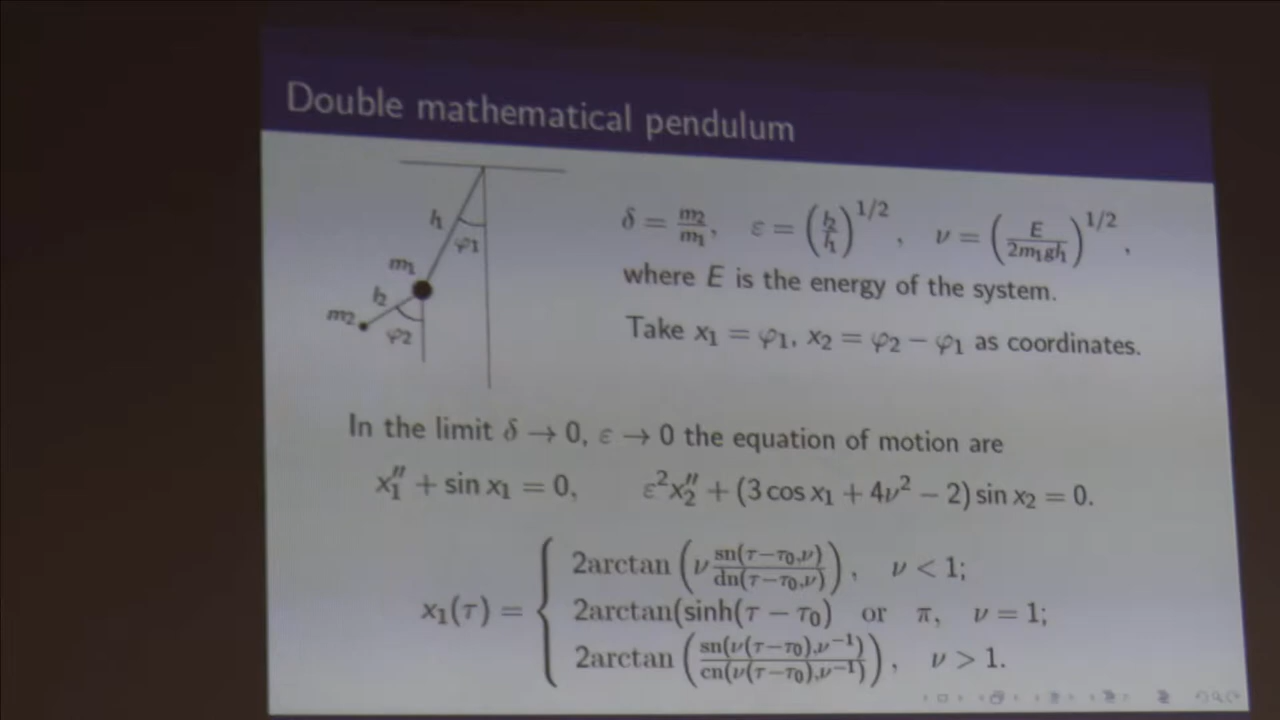 Double mathematical pendulum
l₁
φ₁
m₁
l₂
m₂
φ₂
δ = m₂/m₁, ε = (l₂/l₁)^1/2, ν = (E/2m₁gl₁)^1/2,
where E is the energy of the system.
Take x₁ = φ₁, x₂ = φ₂ − φ₁ as coordinates.
In the limit δ → 0, ε → 0 the equation of motion are
x₁″ + sin x₁ = 0, ε²x₂″ + (3 cos x₁ + 4ν² − 2) sin x₂ = 0.
x₁(τ) = { 2arctan (ν sn(τ−τ₀,ν)/dn(τ−τ₀,ν)), ν < 1;
2arctan(sinh(τ − τ₀) or π, ν = 1;
2arctan (sn(ν(τ−τ₀),ν⁻¹)/cn(ν(τ−τ₀),ν⁻¹)), ν > 1.